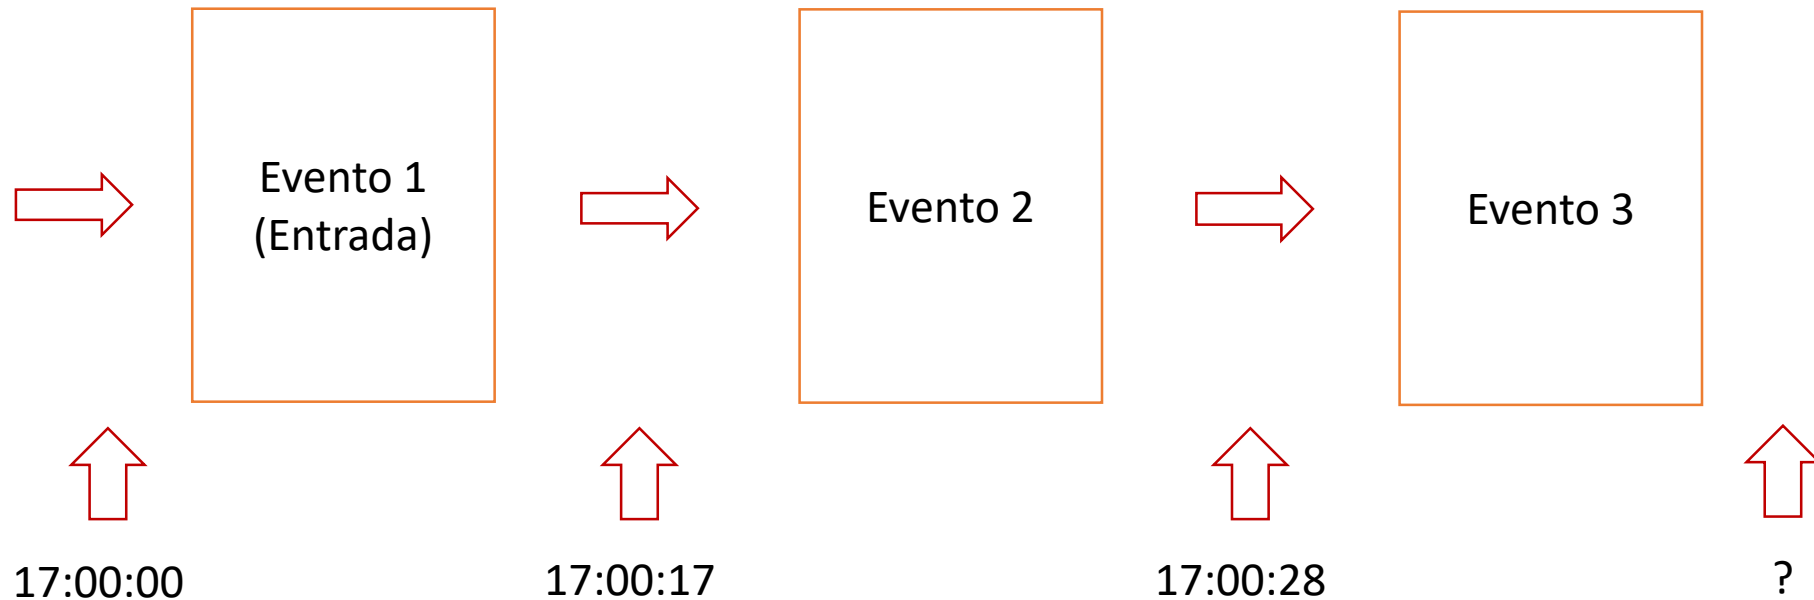 Evento 1
(Entrada)
Evento 2
Evento 3
17:00:00
17:00:17
17:00:28
?